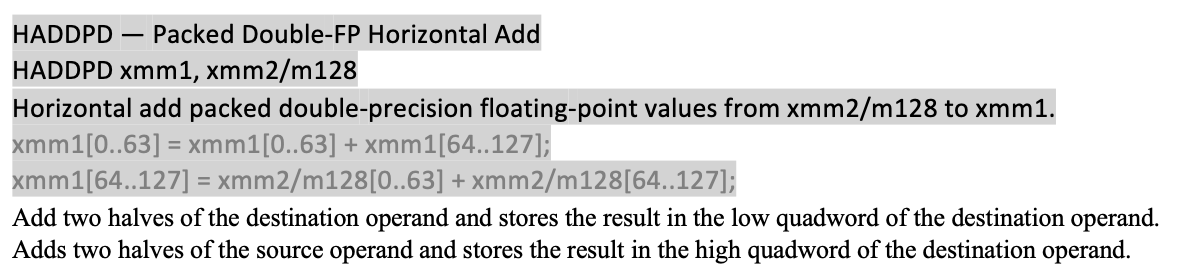 HADDPD — Packed Double-FP Horizontal Add
HADDPD xmm1, xmm2/m128
Horizontal add packed double-precision floating-point values from xmm2/m128 to xmm1.
xmm1[0..63] = xmm1[0..63] + xmm1[64..127];
xmm1[64..127] = xmm2/m128[0..63] + xmm2/m128[64..127];
Add two halves of the destination operand and stores the result in the low quadword of the destination operand.
Adds two halves of the source operand and stores the result in the high quadword of the destination operand.